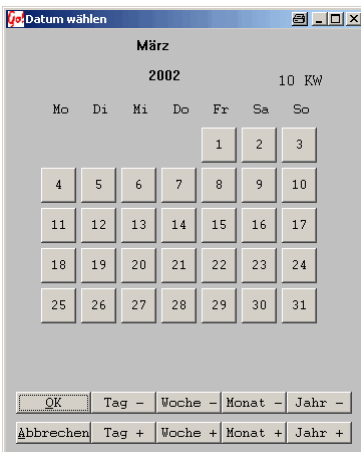 Go! Datum wählen
März
2002
10 KW
Mo Di Mi Do Fr Sa So
1 2 3
4 5 6 7 8 9 10
11 12 13 14 15 16 17
18 19 20 21 22 23 24
25 26 27 28 29 30 31
OK Tag - Woche - Monat - Jahr -
Abbrechen Tag + Woche + Monat + Jahr +